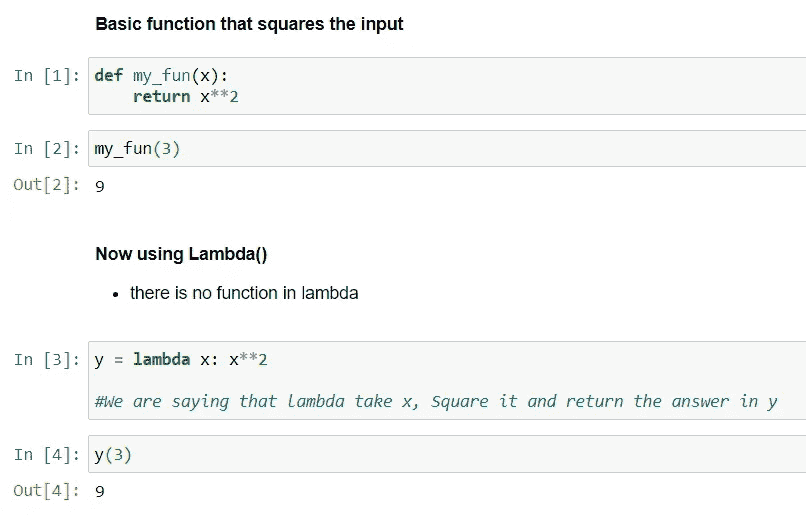 Basic function that squares the input
In [1]: def my_fun(x):
return x**2
In [2]: my_fun(3)
Out[2]: 9
Now using Lambda()
• there is no function in lambda
In [3]: y = lambda x: x**2
#We are saying that lambda take x, Square it and return the answer in y
In [4]: y(3)
Out[4]: 9